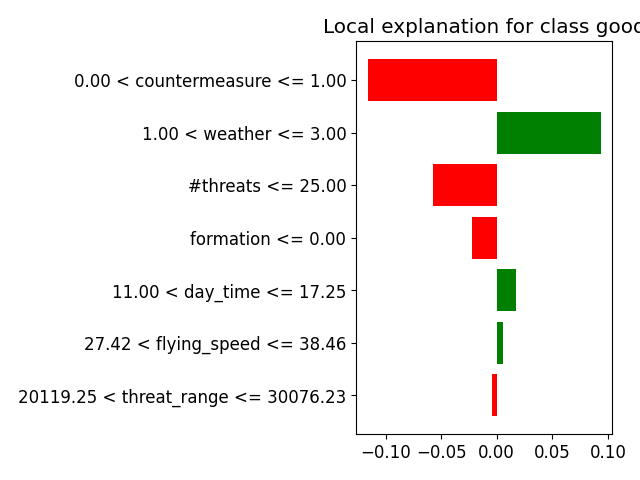 Local explanation for class good
0.00 < countermeasure <= 1.00
1.00 < weather <= 3.00
#threats <= 25.00
formation <= 0.00
11.00 < day_time <= 17.25
27.42 < flying_speed <= 38.46
20119.25 < threat_range <= 30076.23
−0.10 −0.05 0.00 0.05 0.10